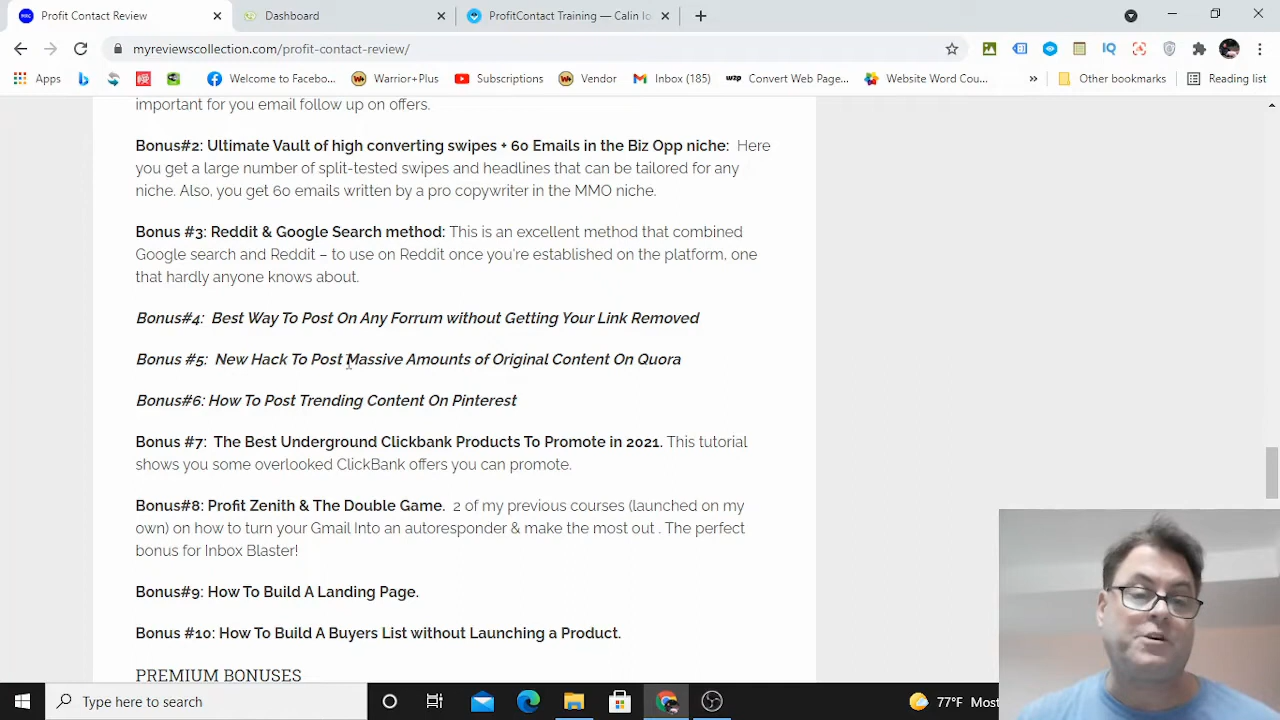 Profit Contact Review
Dashboard
ProfitContact Training — Calin Io
myreviewscollection.com/profit-contact-review/
Apps
Welcome to Facebo...
Warrior+Plus
Subscriptions
Vendor
Inbox (185)
Convert Web Page...
Website Word Cou...
»
Other bookmarks
Reading list
important for you email follow up on offers.
Bonus#2: Ultimate Vault of high converting swipes + 60 Emails in the Biz Opp niche: Here
you get a large number of split-tested swipes and headlines that can be tailored for any
niche. Also, you get 60 emails written by a pro copywriter in the MMO niche.
Bonus #3: Reddit & Google Search method: This is an excellent method that combined
Google search and Reddit – to use on Reddit once you're established on the platform, one
that hardly anyone knows about.
Bonus#4: Best Way To Post On Any Forrum without Getting Your Link Removed
Bonus #5: New Hack To Post Massive Amounts of Original Content On Quora
Bonus#6: How To Post Trending Content On Pinterest
Bonus #7: The Best Underground Clickbank Products To Promote in 2021. This tutorial
shows you some overlooked ClickBank offers you can promote.
Bonus#8: Profit Zenith & The Double Game. 2 of my previous courses (launched on my
own) on how to turn your Gmail Into an autoresponder & make the most out . The perfect
bonus for Inbox Blaster!
Bonus#9: How To Build A Landing Page.
Bonus #10: How To Build A Buyers List without Launching a Product.
PREMIUM BONUSES
Type here to search
77°F Most